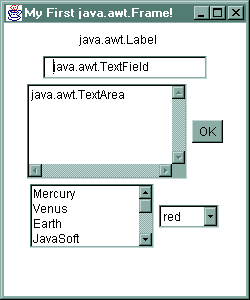 My First java.awt.Frame!
java.awt.Label
java.awt.TextField
java.awt.TextArea
OK
Mercury
Venus
Earth
JavaSoft
red